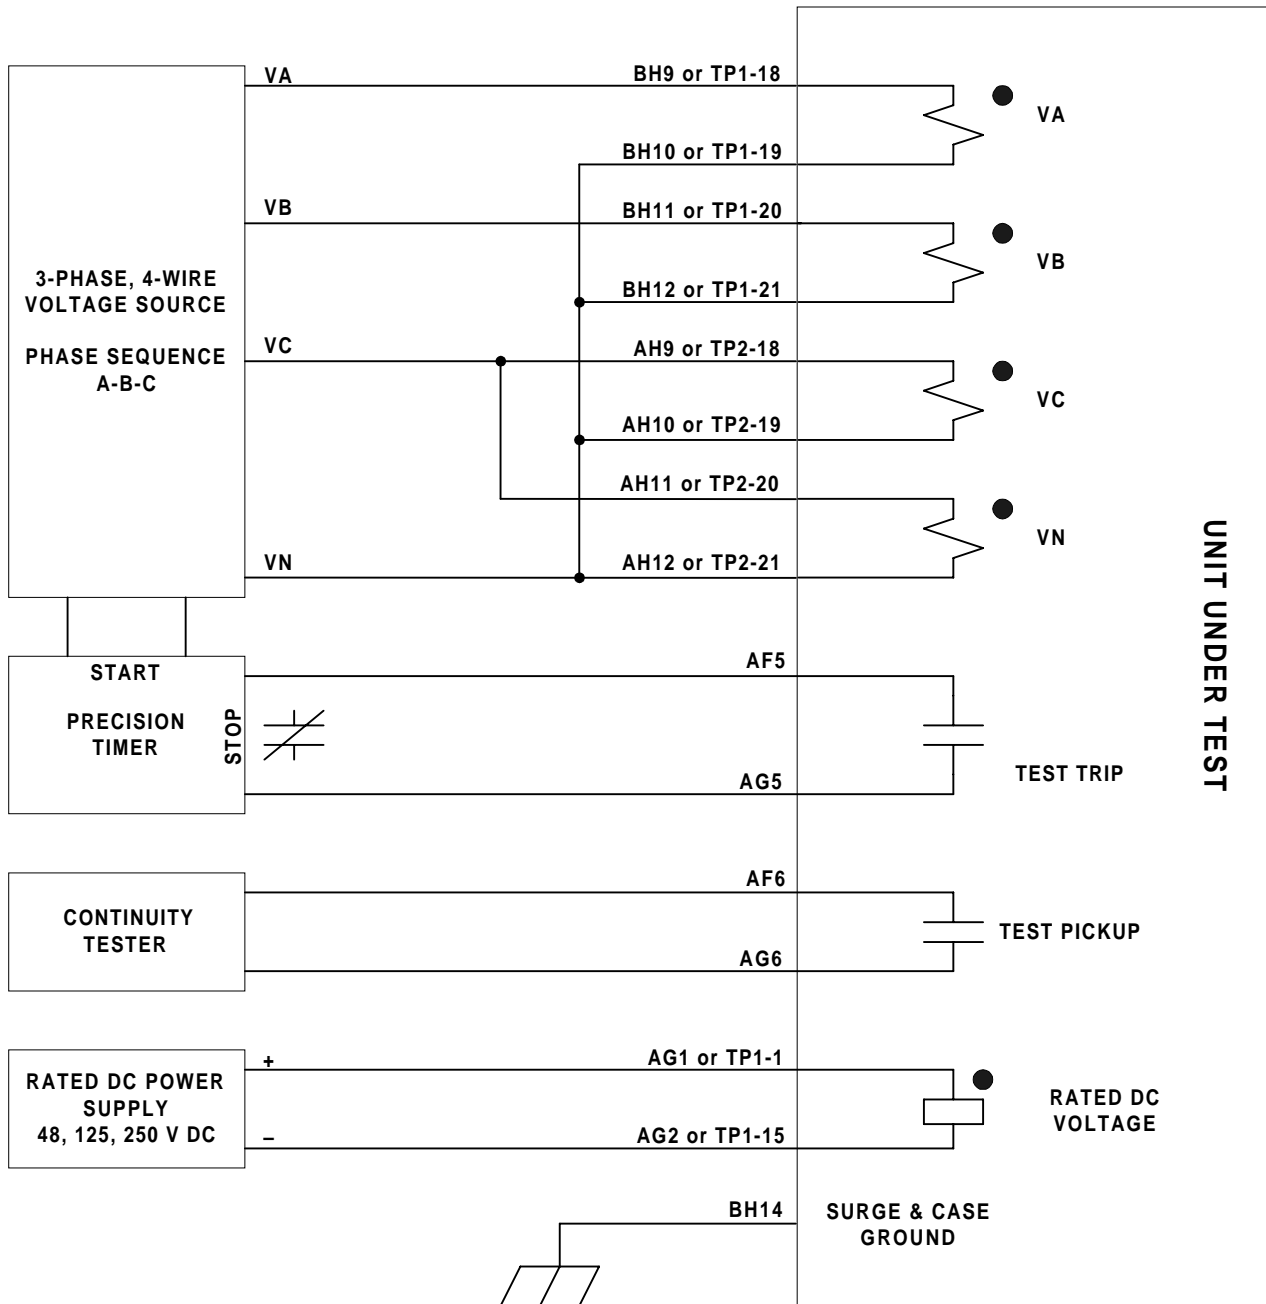 VA
BH9 or TP1-18
VA
BH10 or TP1-19
VB
BH11 or TP1-20
VB
3-PHASE, 4-WIRE
VOLTAGE SOURCE
PHASE SEQUENCE
A-B-C
BH12 or TP1-21
VC
AH9 or TP2-18
VC
AH10 or TP2-19
AH11 or TP2-20
VN
VN
AH12 or TP2-21
UNIT UNDER TEST
START
PRECISION
TIMER
STOP
AF5
AG5
TEST TRIP
CONTINUITY
TESTER
AF6
AG6
TEST PICKUP
RATED DC POWER
SUPPLY
48, 125, 250 V DC
+
–
AG1 or TP1-1
AG2 or TP1-15
RATED DC
VOLTAGE
BH14
SURGE & CASE
GROUND